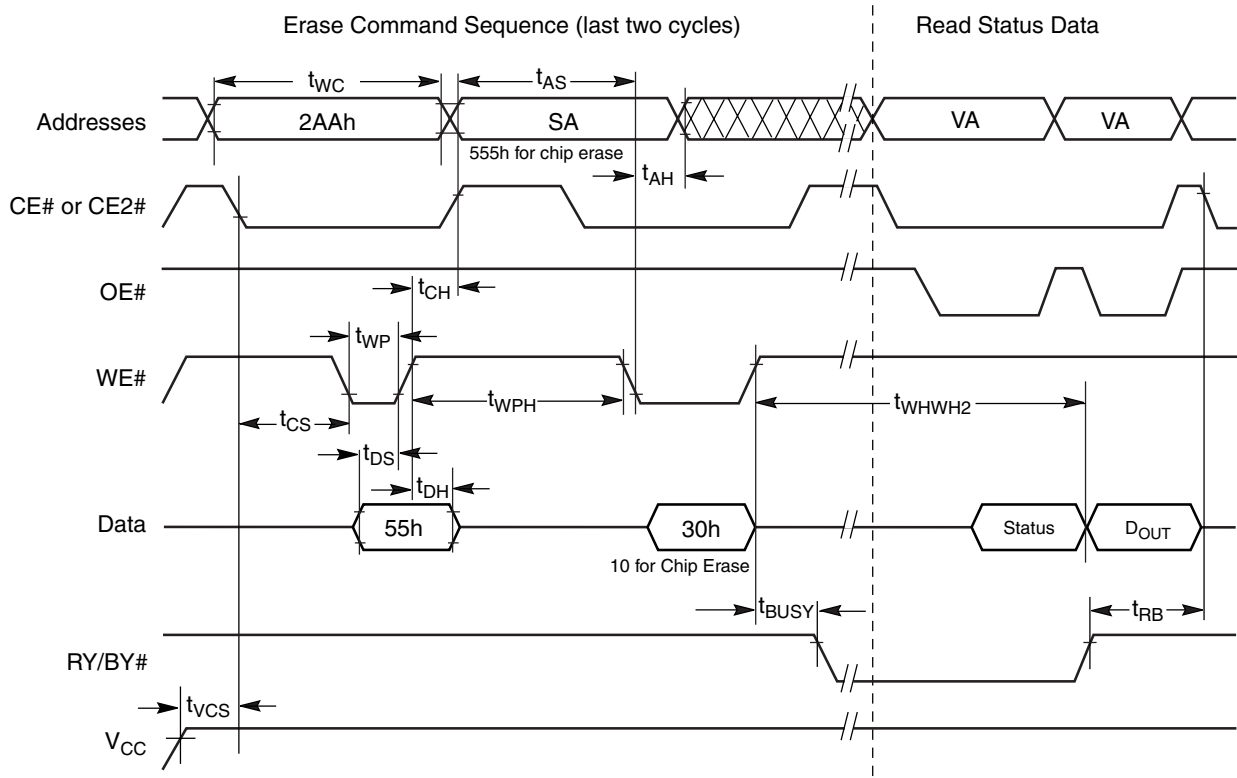 Erase Command Sequence (last two cycles)
Read Status Data
tWC
tAS
Addresses
2AAh
SA
VA
VA
555h for chip erase
tAH
CE# or CE2#
OE#
tCH
tWP
WE#
tWPH
tWHWH2
tCS
tDS
tDH
Data
55h
30h
Status
DOUT
10 for Chip Erase
tBUSY
tRB
RY/BY#
tVCS
VCC